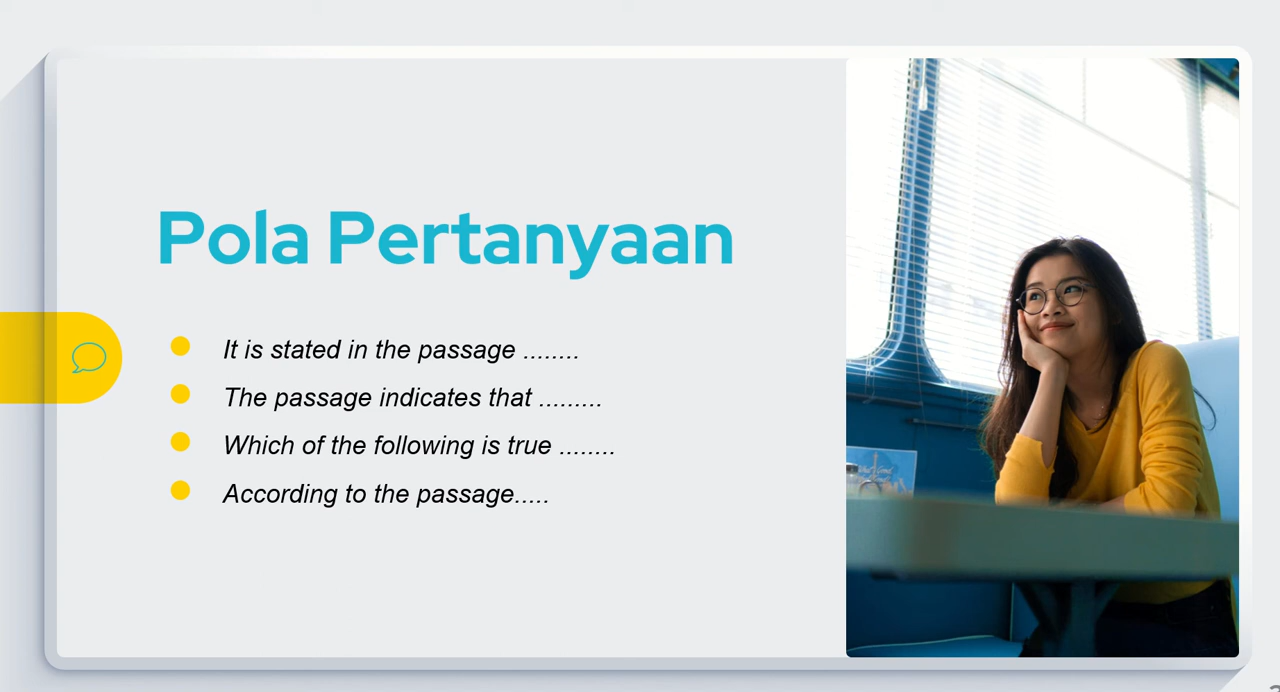 Pola Pertanyaan
It is stated in the passage ........
The passage indicates that .........
Which of the following is true ........
According to the passage.....